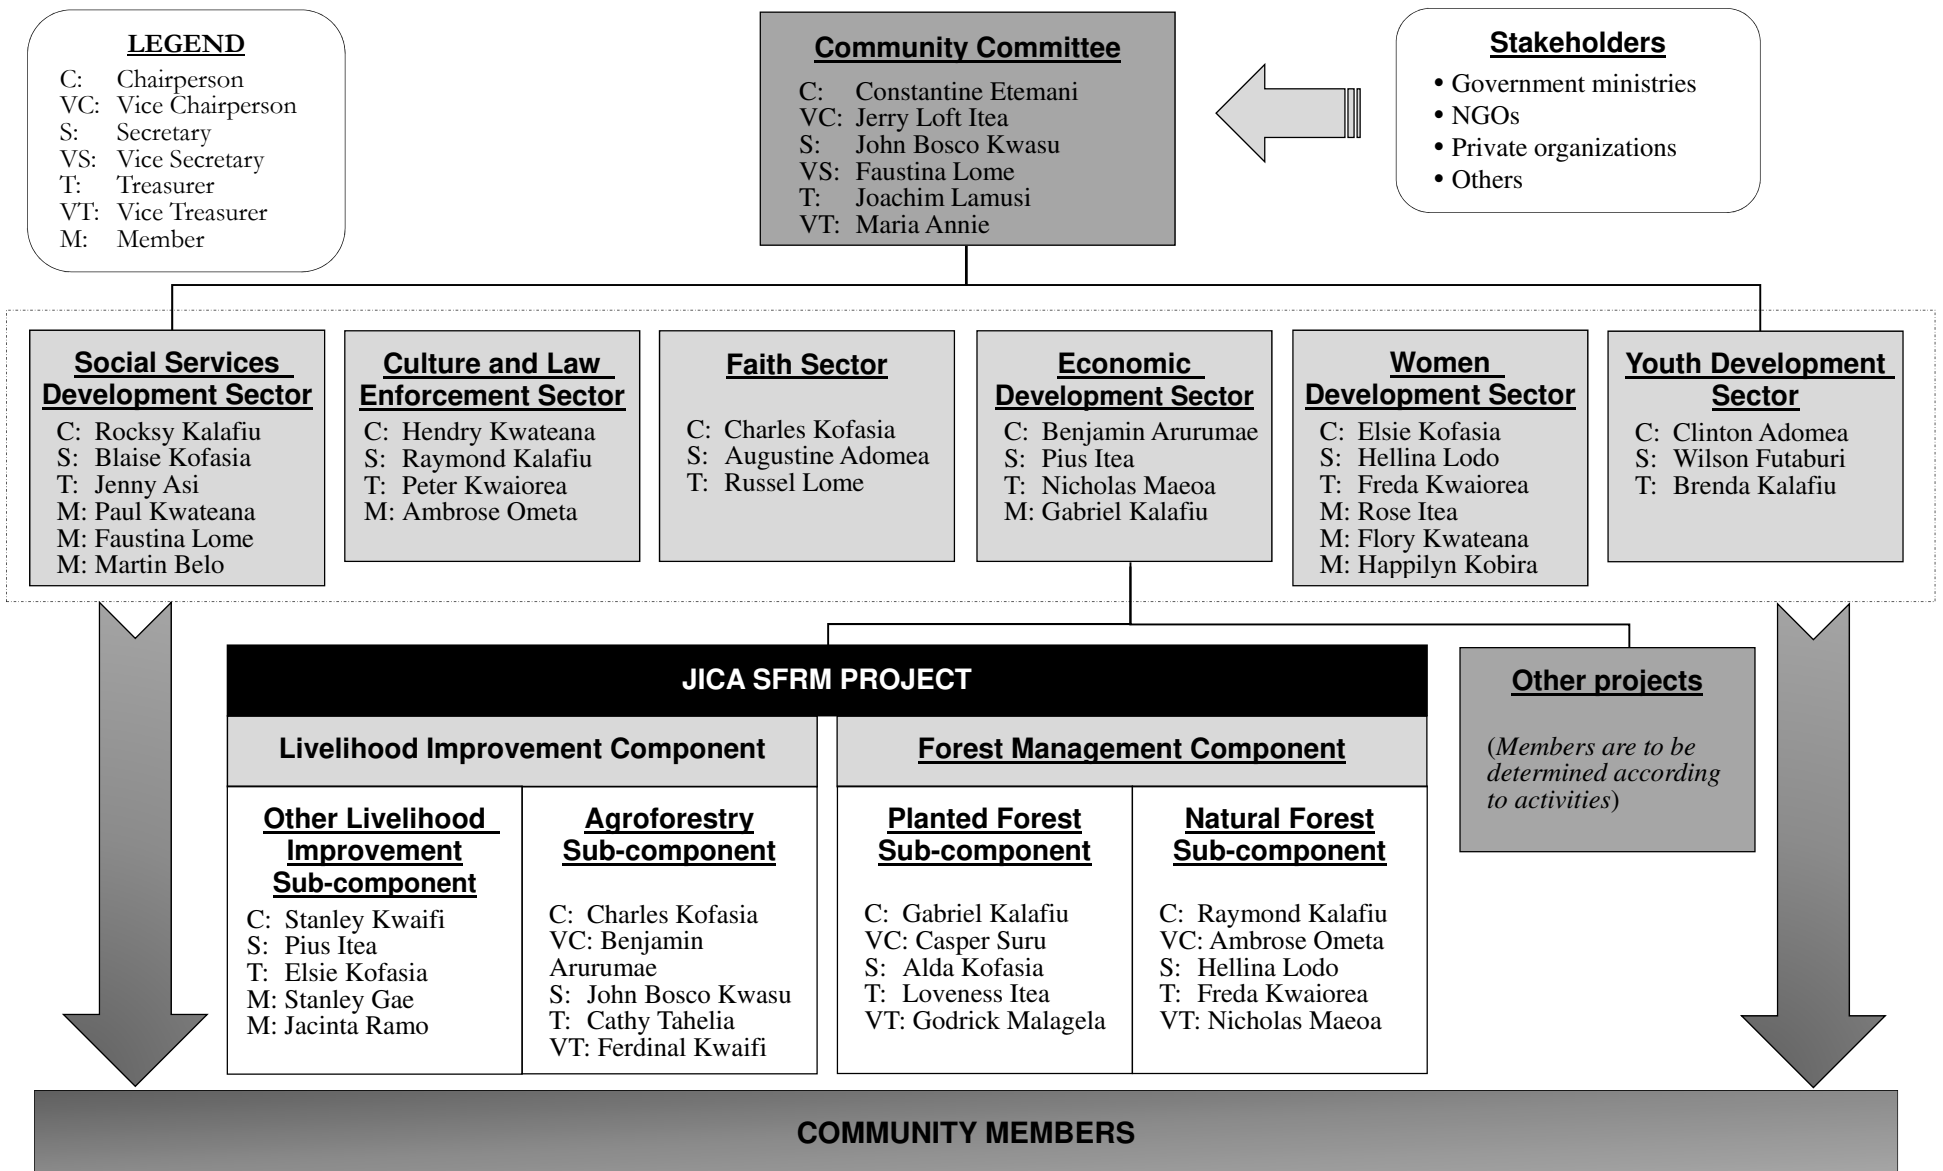 LEGEND
C: Chairperson
VC: Vice Chairperson
S: Secretary
VS: Vice Secretary
T: Treasurer
VT: Vice Treasurer
M: Member
Community Committee
C: Constantine Etemani
VC: Jerry Loft Itea
S: John Bosco Kwasu
VS: Faustina Lome
T: Joachim Lamusi
VT: Maria Annie
Stakeholders
• Government ministries
• NGOs
• Private organizations
• Others
Social Services
Development Sector
C: Rocksy Kalafiu
S: Blaise Kofasia
T: Jenny Asi
M: Paul Kwateana
M: Faustina Lome
M: Martin Belo
Culture and Law
Enforcement Sector
C: Hendry Kwateana
S: Raymond Kalafiu
T: Peter Kwaiorea
M: Ambrose Ometa
Faith Sector
C: Charles Kofasia
S: Augustine Adomea
T: Russel Lome
Economic
Development Sector
C: Benjamin Arurumae
S: Pius Itea
T: Nicholas Maeoa
M: Gabriel Kalafiu
Women
Development Sector
C: Elsie Kofasia
S: Hellina Lodo
T: Freda Kwaiorea
M: Rose Itea
M: Flory Kwateana
M: Happilyn Kobira
Youth Development
Sector
C: Clinton Adomea
S: Wilson Futaburi
T: Brenda Kalafiu
JICA SFRM PROJECT
Livelihood Improvement Component
Other Livelihood
Improvement
Sub-component
C: Stanley Kwaifi
S: Pius Itea
T: Elsie Kofasia
M: Stanley Gae
M: Jacinta Ramo
Agroforestry
Sub-component
C: Charles Kofasia
VC: Benjamin
Arurumae
S: John Bosco Kwasu
T: Cathy Tahelia
VT: Ferdinal Kwaifi
Forest Management Component
Planted Forest
Sub-component
C: Gabriel Kalafiu
VC: Casper Suru
S: Alda Kofasia
T: Loveness Itea
VT: Godrick Malagela
Natural Forest
Sub-component
C: Raymond Kalafiu
VC: Ambrose Ometa
S: Hellina Lodo
T: Freda Kwaiorea
VT: Nicholas Maeoa
Other projects
(Members are to be
determined according
to activities)
COMMUNITY MEMBERS